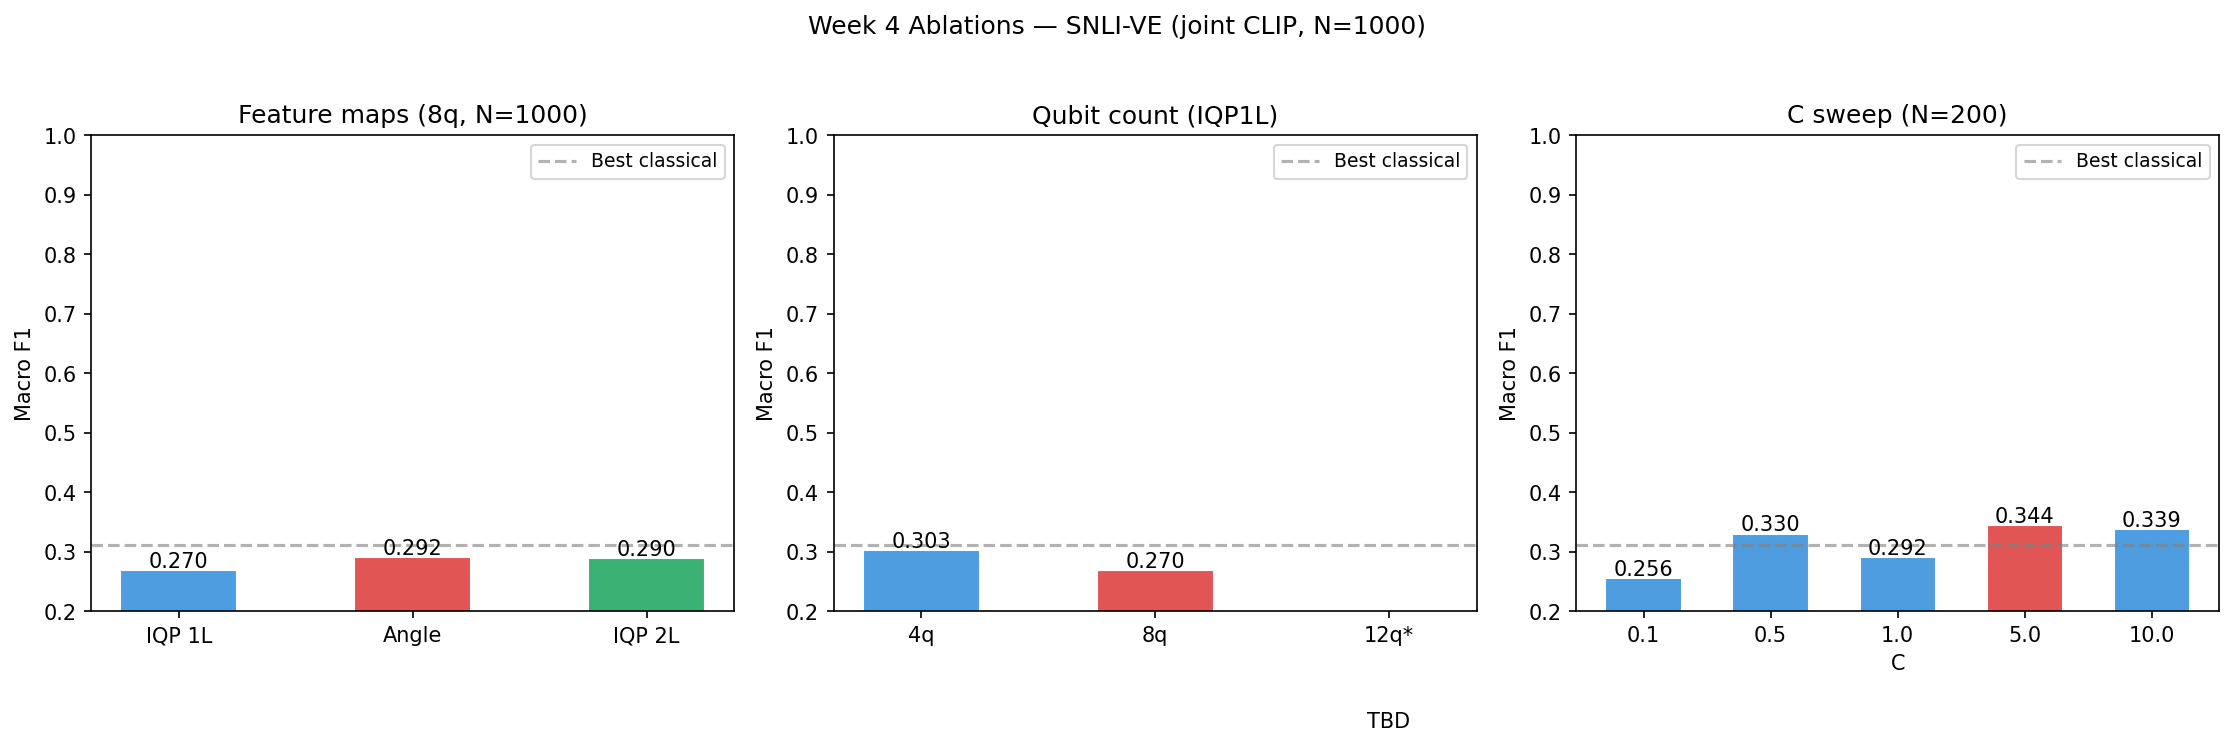 Week 4 Ablations — SNLI-VE (joint CLIP, N=1000)
Feature maps (8q, N=1000)
Macro F1
1.0
0.9
0.8
0.7
0.6
0.5
0.4
0.3
0.2
Best classical
0.270
0.292
0.290
IQP 1L
Angle
IQP 2L
Qubit count (IQP1L)
Macro F1
1.0
0.9
0.8
0.7
0.6
0.5
0.4
0.3
0.2
Best classical
0.303
0.270
4q
8q
12q*
TBD
C sweep (N=200)
Macro F1
1.0
0.9
0.8
0.7
0.6
0.5
0.4
0.3
0.2
Best classical
0.256
0.330
0.292
0.344
0.339
0.1
0.5
1.0
5.0
10.0
C